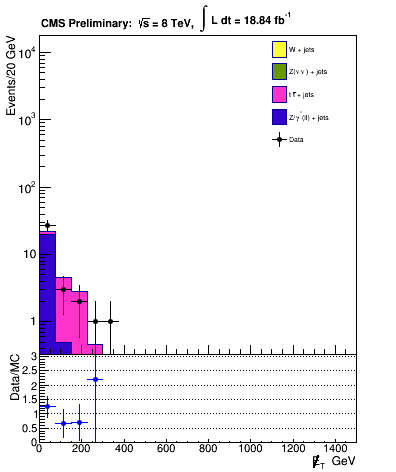 CMS Preliminary: √s = 8 TeV, ∫ L dt = 18.84 fb⁻¹
Events/20 GeV
10⁴
10³
10²
10
1
W + jets
Z(νν) + jets
t t̅ + jets
Z/γ*(ll) + jets
Data
Data/MC
3
2.5
2
1.5
1
0.5
0
0 200 400 600 800 1000 1200 1400
E̸_T GeV